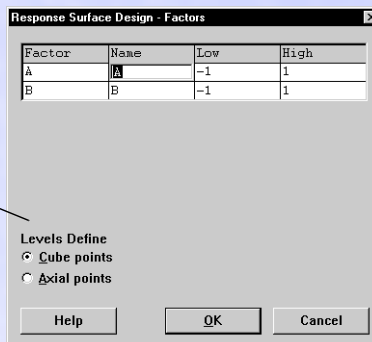 Response Surface Design - Factors
Factor Name Low High
A A -1 1
B B -1 1
Levels Define
Cube points
Axial points
Help OK Cancel